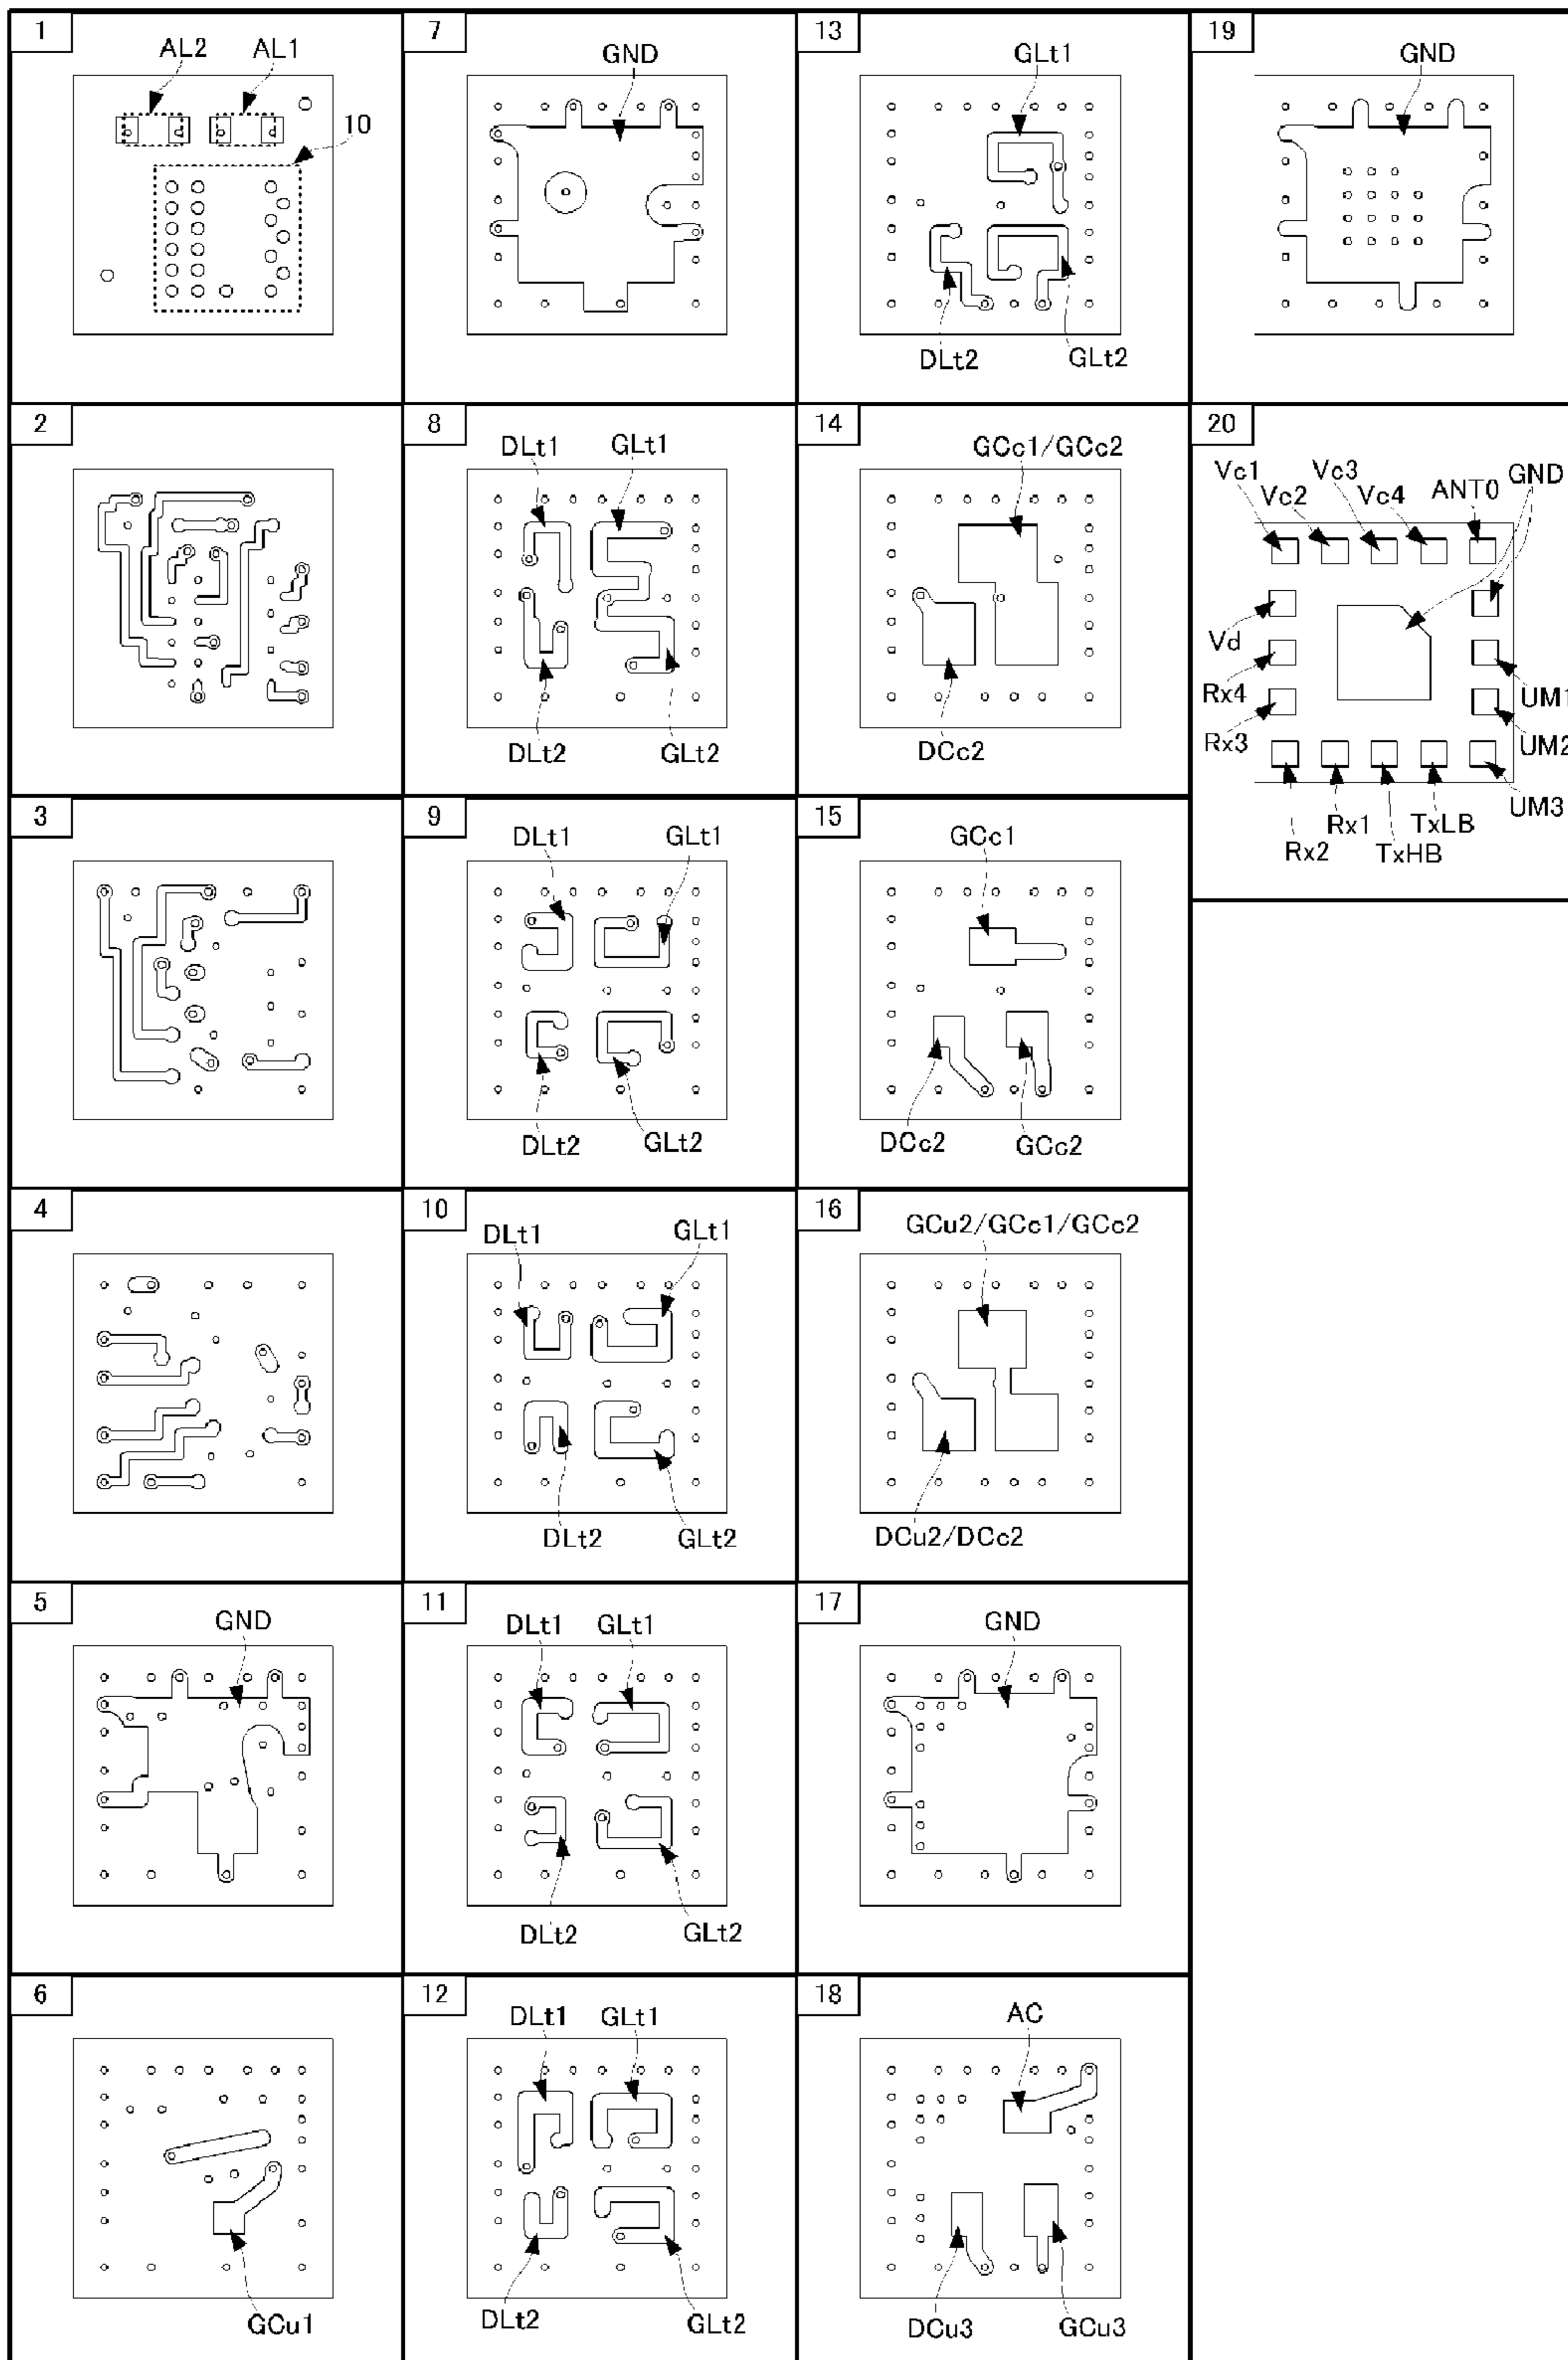 1
AL2 AL1
10
2
3
4
5
GND
6
GCu1
7
GND
8
DLt1 GLt1
DLt2 GLt2
9
DLt1 GLt1
DLt2 GLt2
10
DLt1 GLt1
DLt2 GLt2
11
DLt1 GLt1
DLt2 GLt2
12
DLt1 GLt1
DLt2 GLt2
13
GLt1
DLt2 GLt2
14
GCc1/GCc2
DCc2
15
GCc1
DCc2 GCc2
16
GCu2/GCc1/GCc2
DCu2/DCc2
17
GND
18
AC
DCu3 GCu3
19
GND
20
Vc1 Vc2 Vc3 Vc4 ANT0 GND
Vd
Rx4 UM1
Rx3 UM2
Rx2 Rx1 TxHB TxLB UM3